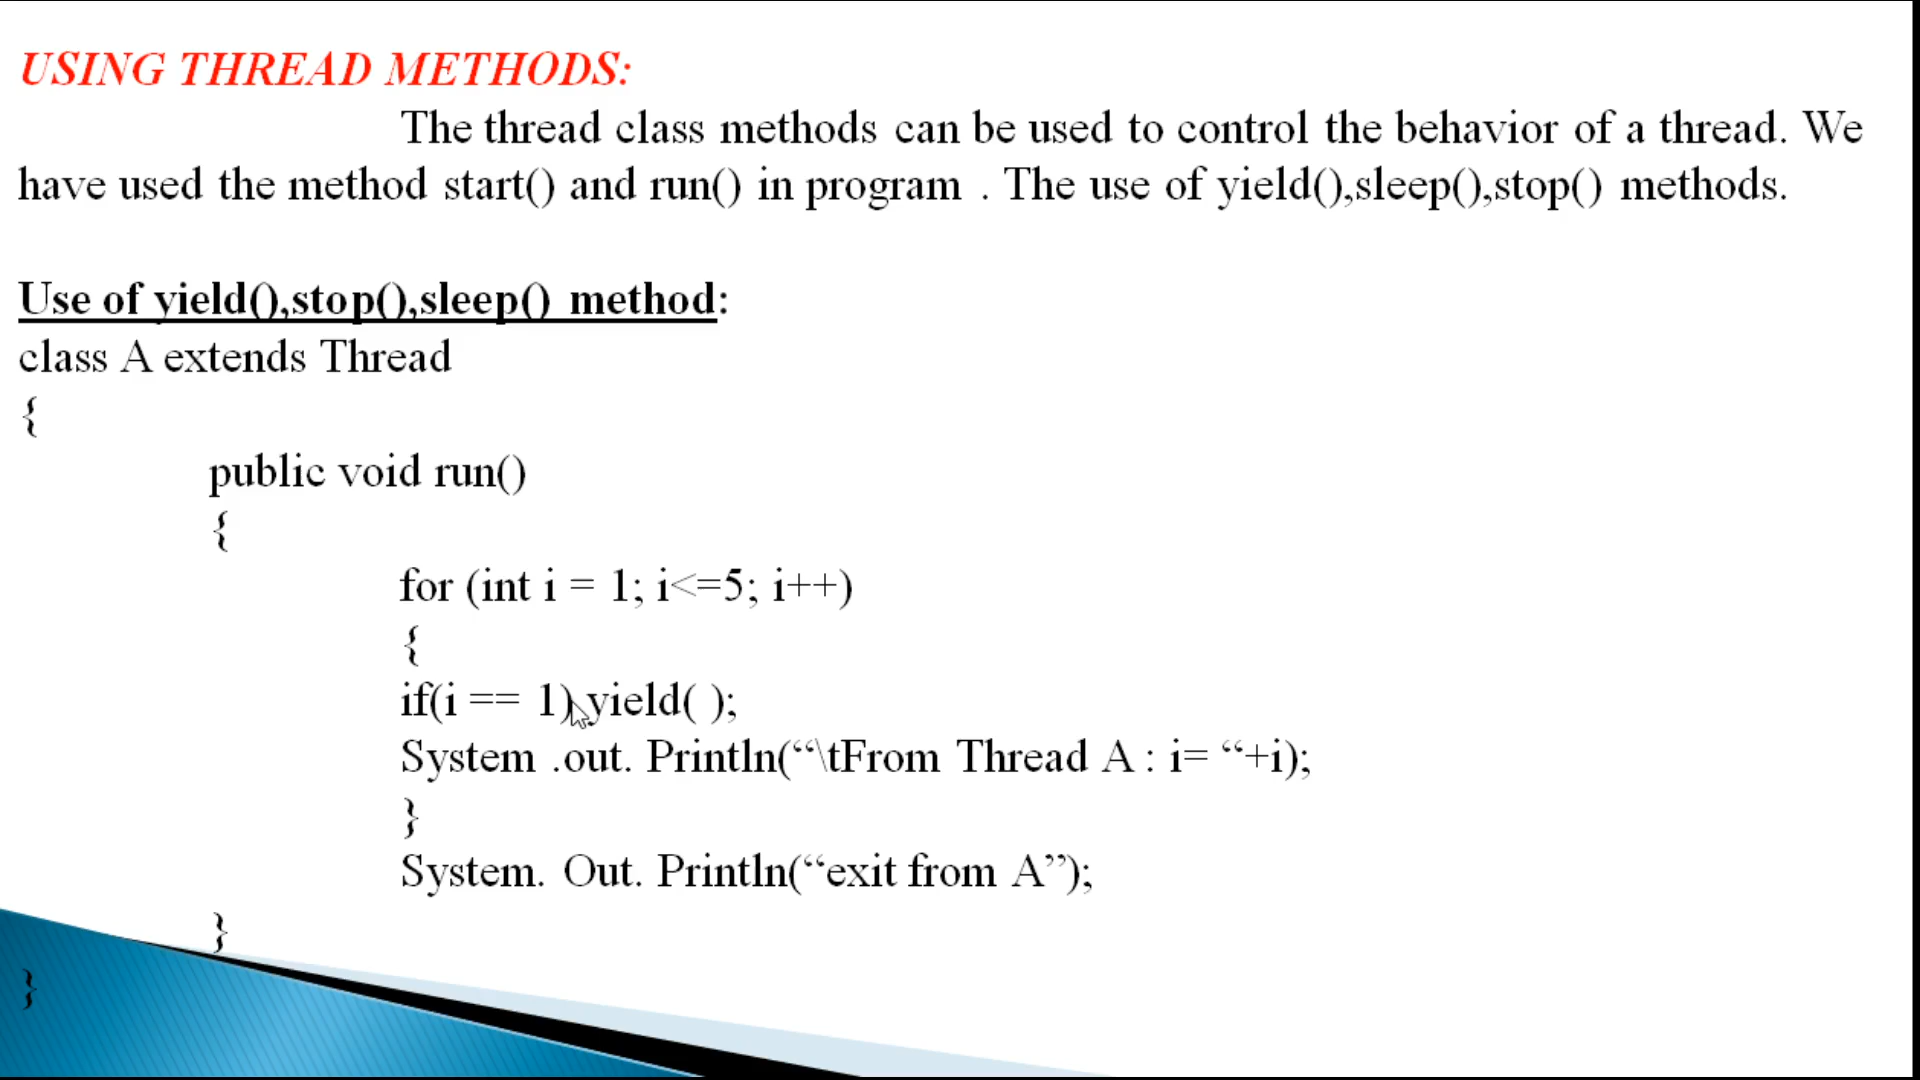 USING THREAD METHODS:
The thread class methods can be used to control the behavior of a thread. We
have used the method start() and run() in program . The use of yield(),sleep(),stop() methods.
Use of yield(),stop(),sleep() method:
class A extends Thread
{
public void run()
{
for (int i = 1; i<=5; i++)
{
if(i == 1) yield( );
System .out. Println(“\tFrom Thread A : i= “+i);
}
System. Out. Println(“exit from A”);
}
}